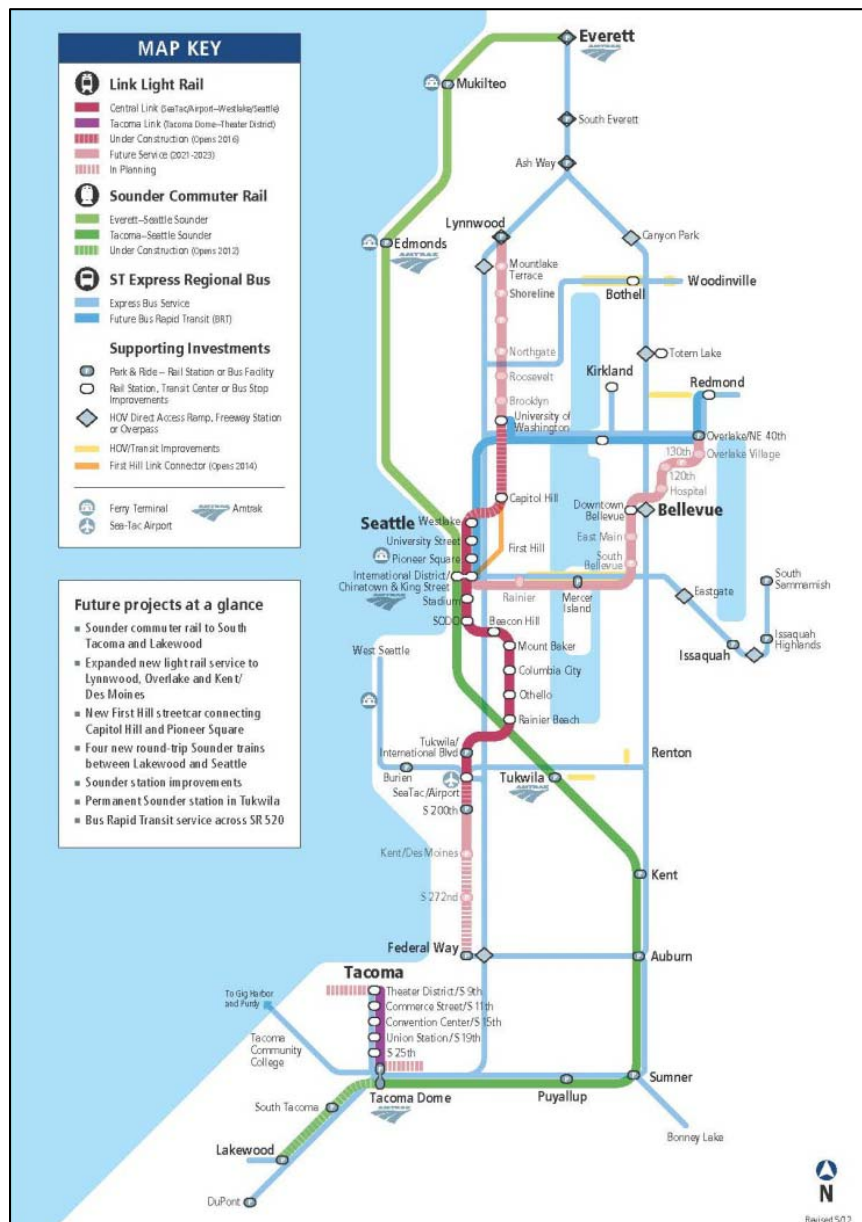 MAP KEY
Link Light Rail
Central Link (SeaTac/Airport–Westlake/Seattle)
Tacoma Link (Tacoma Dome–Theater District)
Under Construction (Opens 2016)
Future Service (2021-2023)
In Planning
Sounder Commuter Rail
Everett–Seattle Sounder
Tacoma–Seattle Sounder
Under Construction (Opens 2012)
ST Express Regional Bus
Express Bus Service
Future Bus Rapid Transit (BRT)
Supporting Investments
Park & Ride – Rail Station or Bus Facility
Rail Station, Transit Center or Bus Stop
Improvements
HOV Direct Access Ramp, Freeway Station
or Overpass
HOV/Transit Improvements
First Hill Link Connector (Opens 2014)
Ferry Terminal
AMTRAK
Amtrak
Sea-Tac Airport
Future projects at a glance
Sounder commuter rail to South
Tacoma and Lakewood
Expanded new light rail service to
Lynnwood, Overlake and Kent/
Des Moines
New First Hill streetcar connecting
Capitol Hill and Pioneer Square
Four new round-trip Sounder trains
between Lakewood and Seattle
Sounder station improvements
Permanent Sounder station in Tukwila
Bus Rapid Transit service across SR 520
Everett
AMTRAK
Mukilteo
South Everett
Ash Way
Lynnwood
Canyon Park
Edmonds
AMTRAK
Mountlake
Terrace
Shoreline
Bothell
Woodinville
Northgate
Totem Lake
Roosevelt
Kirkland
Redmond
Brooklyn
University of
Washington
Overlake/NE 40th
130th
Overlake Village
120th
Hospital
Capitol Hill
Downtown
Bellevue
Bellevue
Seattle
Westlake
University Street
First Hill
East Main
Pioneer Square
South
Bellevue
International District/
Chinatown & King Street
AMTRAK
Rainier
Mercer
Island
Eastgate
South
Sammamish
Stadium
SODO
Beacon Hill
Mount Baker
Issaquah
Issaquah
Highlands
West Seattle
Columbia City
Othello
Rainier Beach
Tukwila/
International Blvd
Renton
Burien
SeaTac/Airport
Tukwila
AMTRAK
S 200th
Kent/Des Moines
Kent
S 272nd
Federal Way
Auburn
Tacoma
Theater District/S 9th
To Gig Harbor
and Purdy
Commerce Street/S 11th
Convention Center/S 15th
Tacoma
Community
College
Union Station/S 19th
S 25th
Tacoma Dome
AMTRAK
Puyallup
Sumner
South Tacoma
Bonney Lake
Lakewood
DuPont
N
Revised 5/12